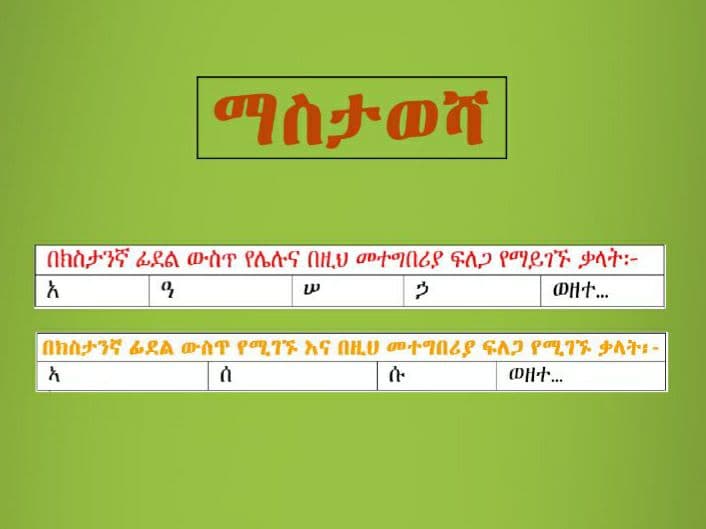 ማስታወሻ
በክስታንኛ ፊደል ውስጥ የሌሉና በዚህ መተግበሪያ ፍለጋ የማይገኙ ቃላት፡-
አ ዓ ሠ ኃ ወዘተ...
በክስታንኛ ፊደል ውስጥ የሚገኙ እና በዚህ መተግበሪያ ፍለጋ የሚገኙ ቃላት፡-
ኣ ሰ ሱ ወዘተ...